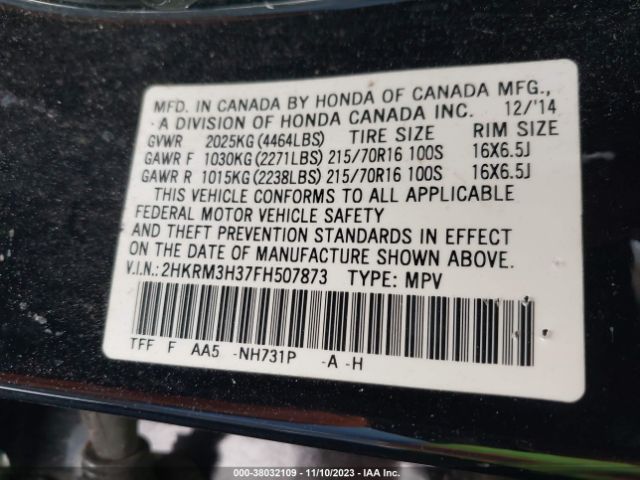 MFD. IN CANADA BY HONDA OF CANADA MFG.,
A DIVISION OF HONDA CANADA INC. 12/'14
GVWR 2025KG(4464LBS) TIRE SIZE RIM SIZE
GAWR F 1030KG(2271LBS) 215/70R16 100S 16X6.5J
GAWR R 1015KG(2238LBS) 215/70R16 100S 16X6.5J
THIS VEHICLE CONFORMS TO ALL APPLICABLE
FEDERAL MOTOR VEHICLE SAFETY
AND THEFT PREVENTION STANDARDS IN EFFECT
ON THE DATE OF MANUFACTURE SHOWN ABOVE.
V.I.N.: 2HKRM3H37FH507873 TYPE: MPV
TFF F AA5 -NH731P -A -H
000-38032109 - 11/10/2023 - IAA Inc.